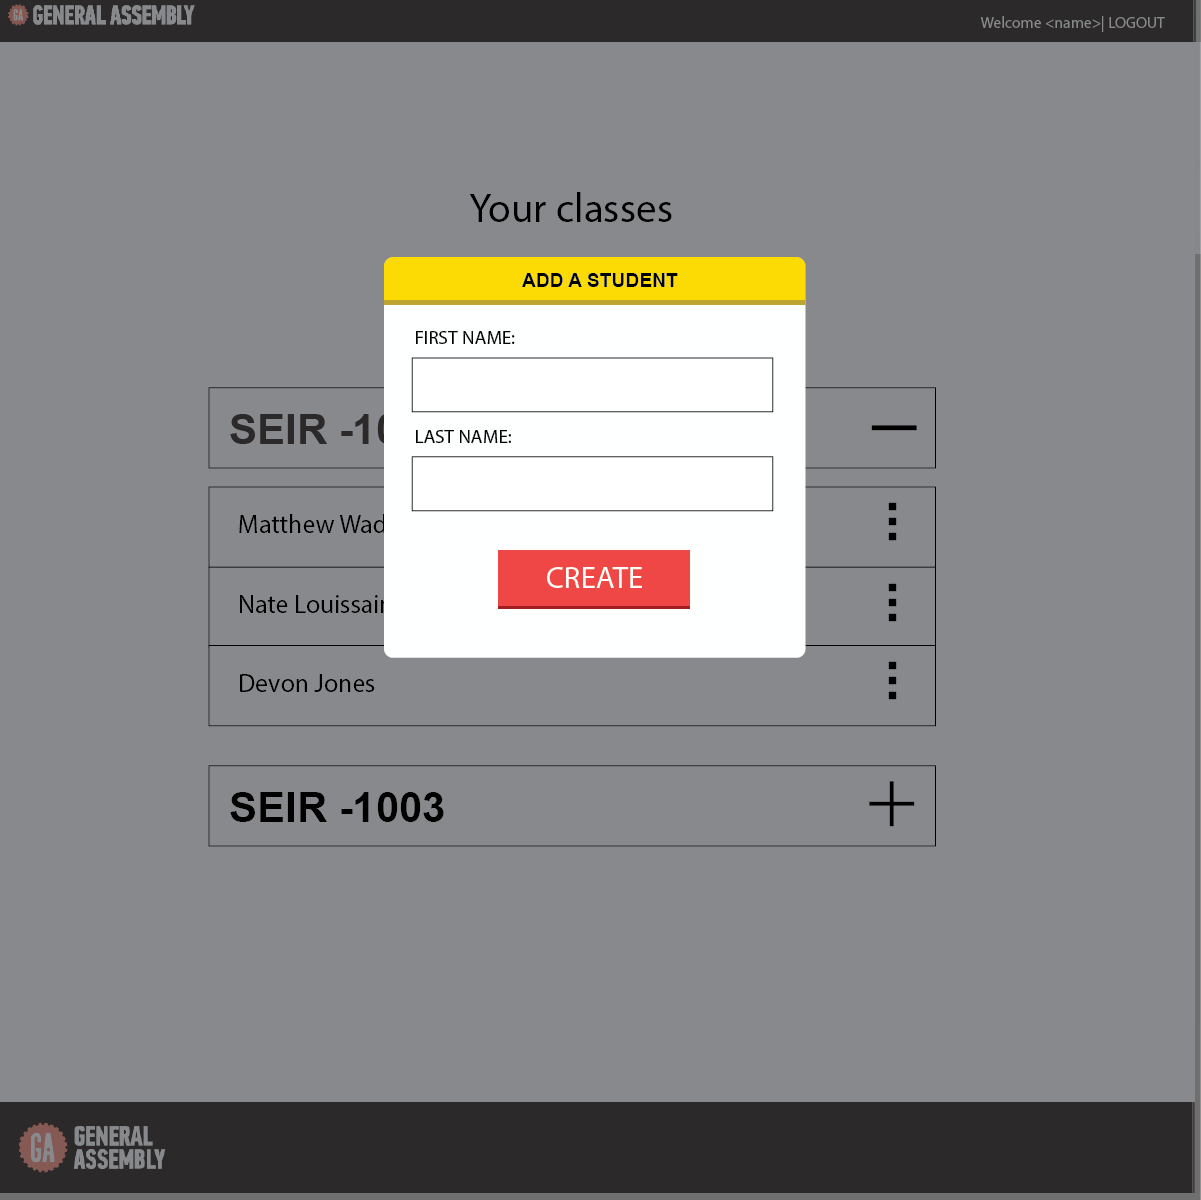 GA GENERAL ASSEMBLY
Welcome <name>| LOGOUT
Your classes
ADD A STUDENT
FIRST NAME:
SEIR -10
LAST NAME:
Matthew Wad
CREATE
Nate Louissain
Devon Jones
SEIR -1003
GA
GENERAL
ASSEMBLY